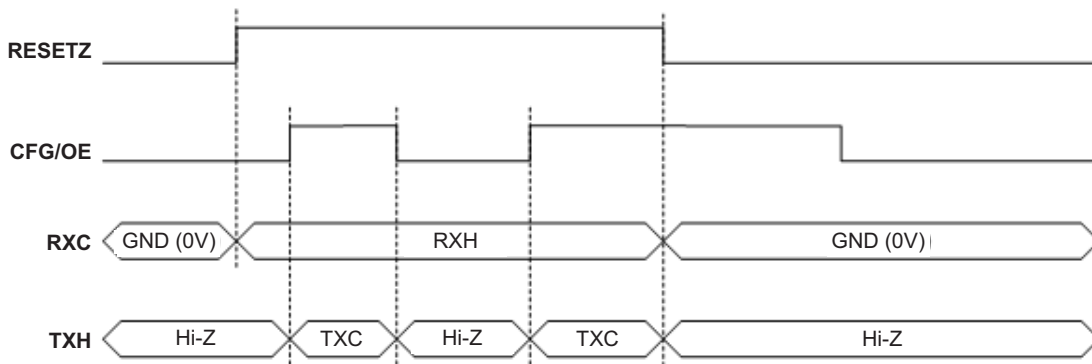 RESETZ
CFG/OE
RXC GND (0V) RXH GND (0V)
TXH Hi-Z TXC Hi-Z TXC Hi-Z